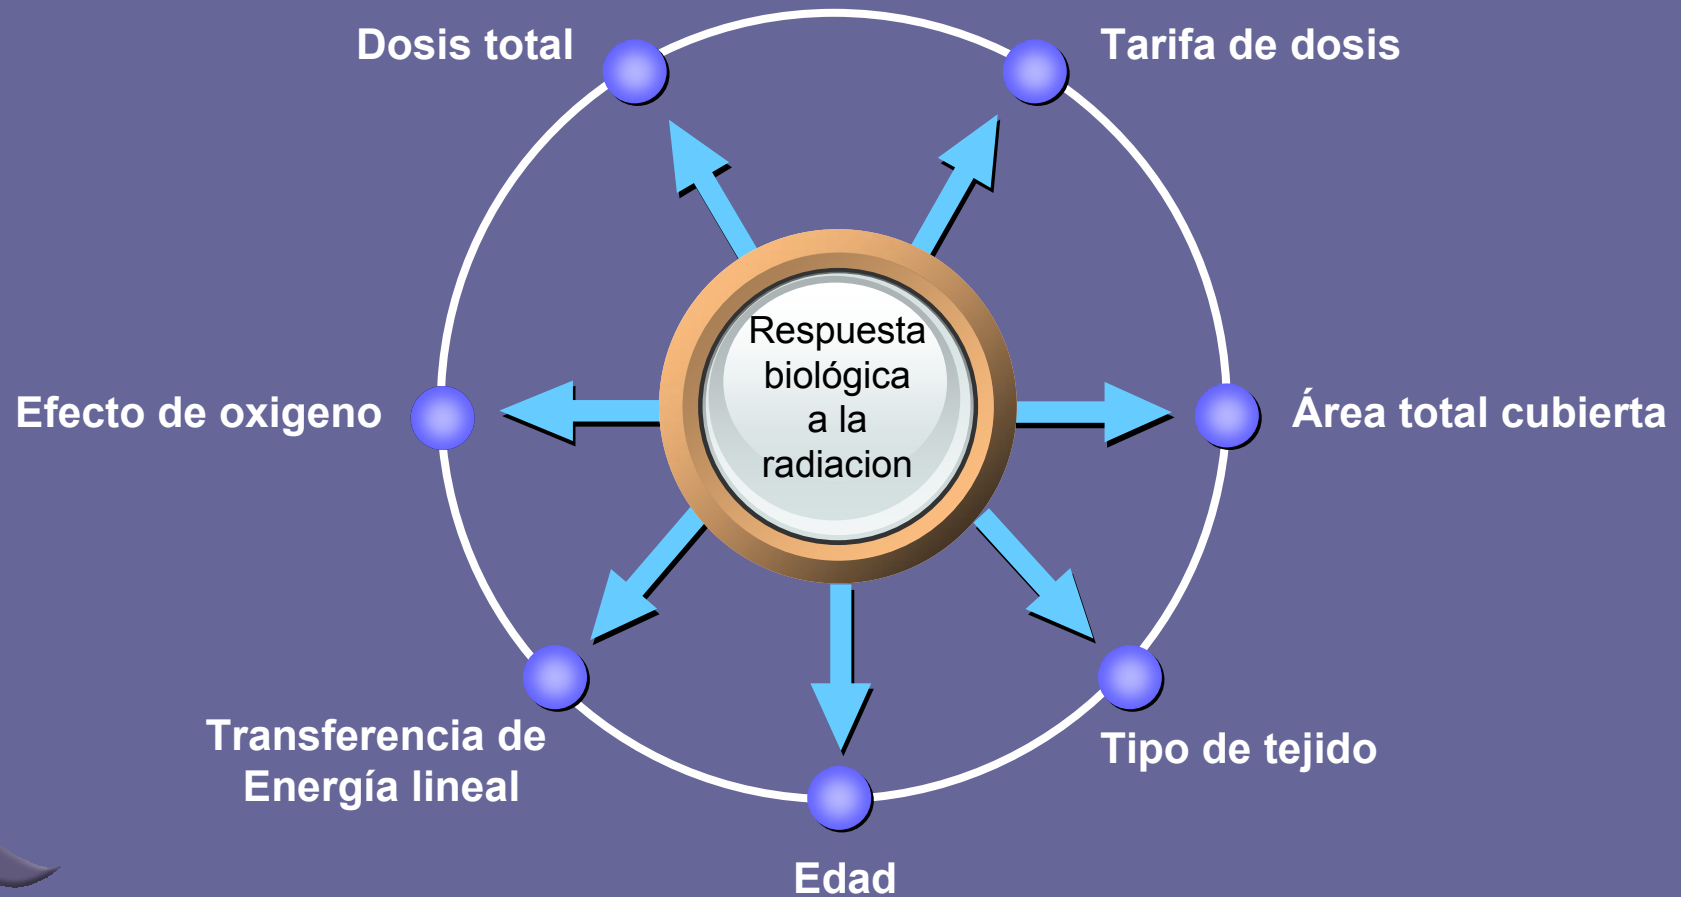 Dosis total
Tarifa de dosis
Respuesta
biológica
a la
radiacion
Efecto de oxigeno
Área total cubierta
Transferencia de
Energía lineal
Tipo de tejido
Edad